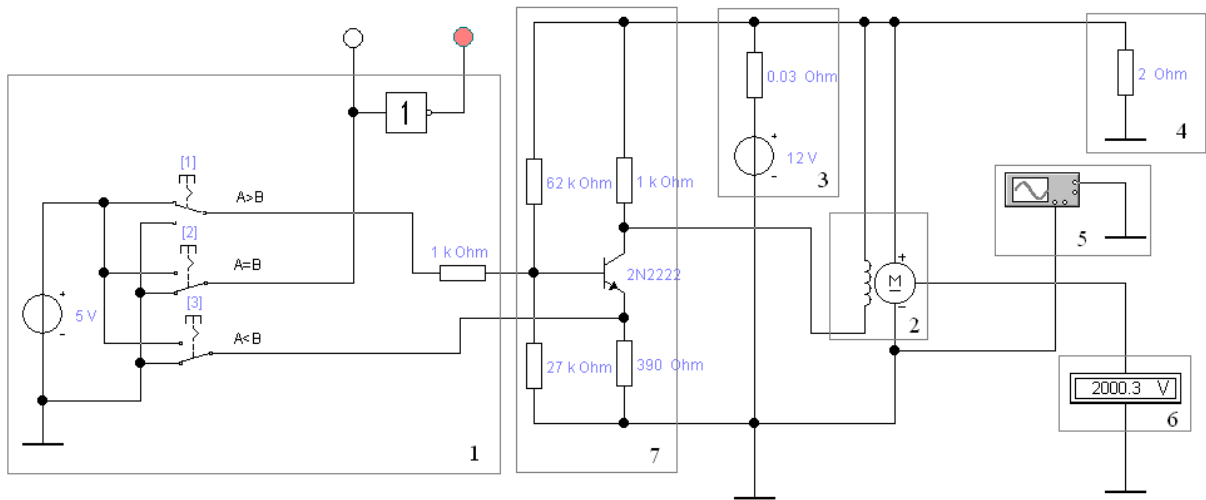 [1]
A>B
[2]
A=B
[3]
A<B
+
5 V
-
1
1
1 k Ohm
62 k Ohm
1 k Ohm
2N2222
27 k Ohm
390 Ohm
7
0.03 Ohm
+
12 V
-
3
2 Ohm
4
5
+
M
-
2
2000.3 V
6